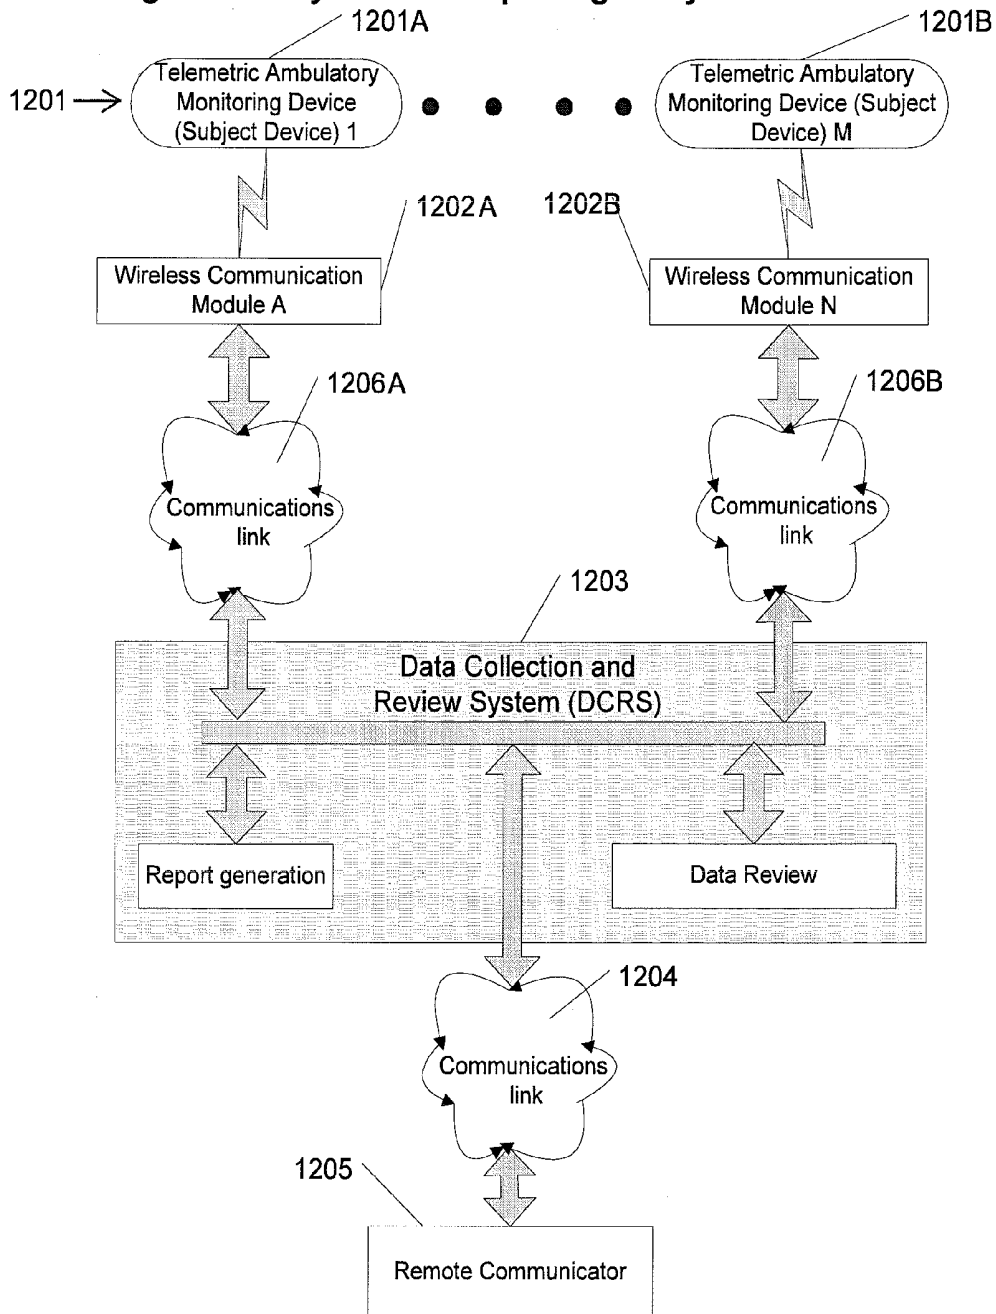 1201A
1201B
1201
Telemetric Ambulatory
Monitoring Device
(Subject Device) 1
Telemetric Ambulatory
Monitoring Device (Subject
Device) M
1202A
1202B
Wireless Communication
Module A
Wireless Communication
Module N
1206A
1206B
Communications
link
Communications
link
1203
Data Collection and
Review System (DCRS)
Report generation
Data Review
1204
Communications
link
1205
Remote Communicator